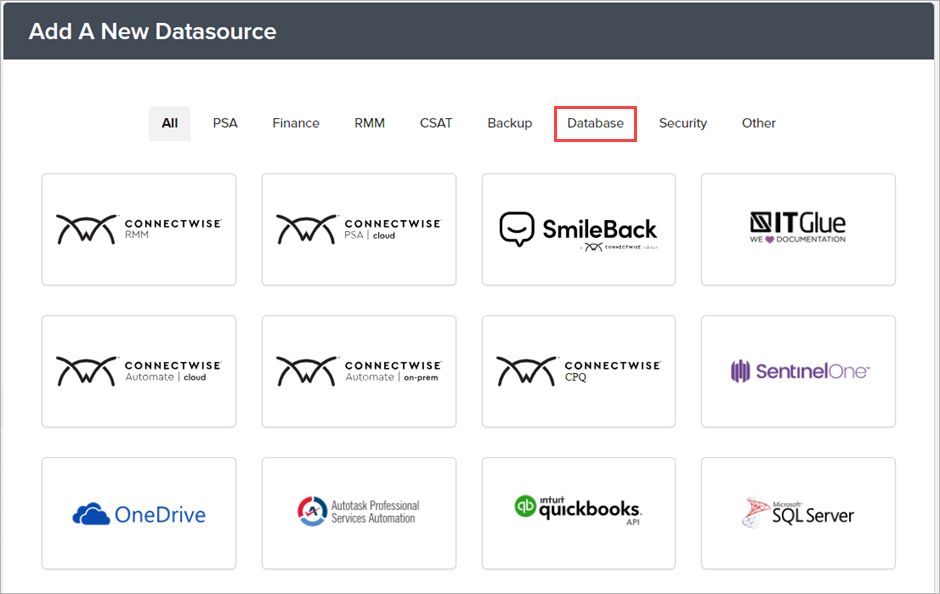 Add A New Datasource
All PSA Finance RMM CSAT Backup Database Security Other
CONNECTWISE
RMM
CONNECTWISE
PSA | cloud
SmileBack
CONNECTWISE
ITGlue
WE DOCUMENTATION
CONNECTWISE
Automate | cloud
CONNECTWISE
Automate | on-prem
CONNECTWISE
CPQ
SentinelOne
OneDrive
Autotask Professional
Services Automation
qb
intuit
quickbooks.
API
Microsoft
SQL Server